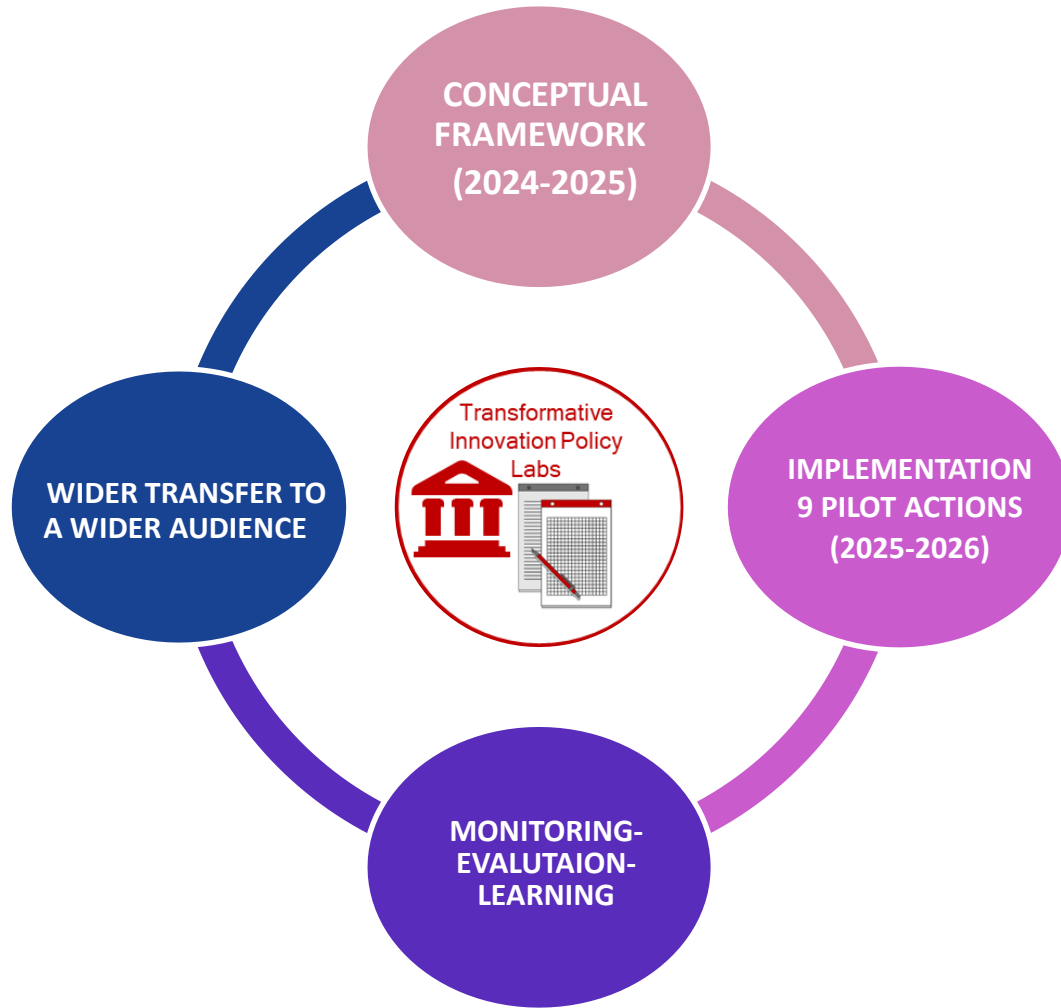 CONCEPTUAL
FRAMEWORK
(2024-2025)
Transformative
Innovation Policy
Labs
WIDER TRANSFER TO
A WIDER AUDIENCE
IMPLEMENTATION
9 PILOT ACTIONS
(2025-2026)
MONITORING-
EVALUTAION-
LEARNING